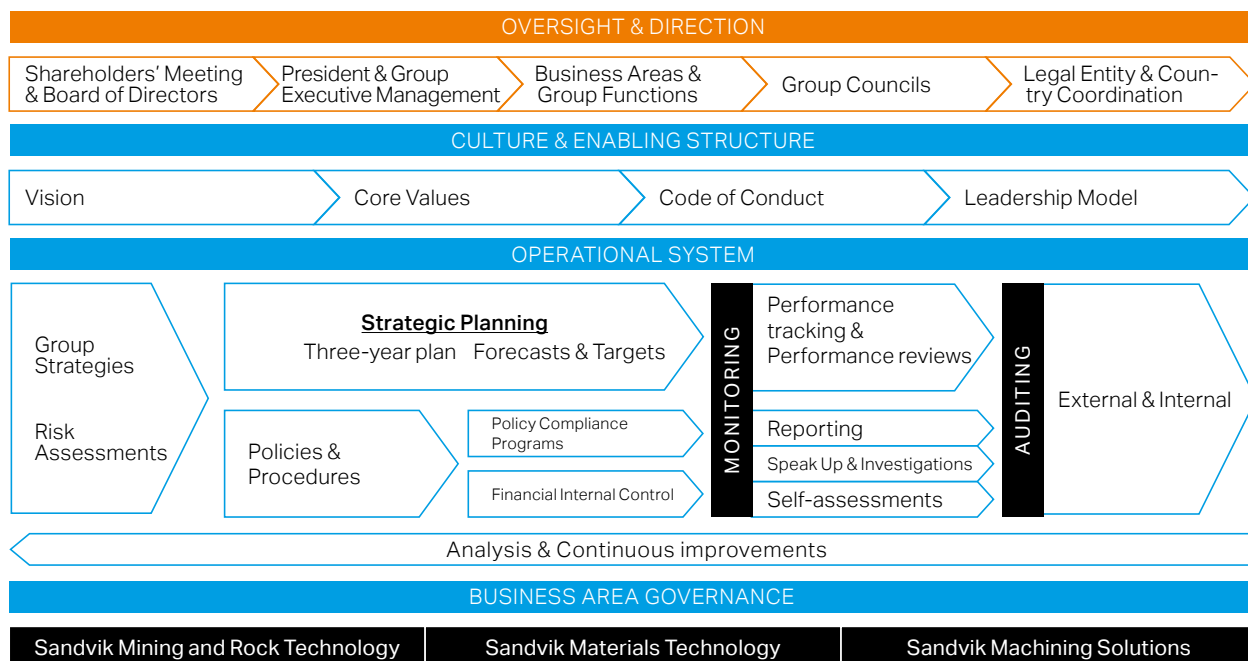 OVERSIGHT & DIRECTION
Shareholders' Meeting
& Board of Directors
President & Group
Executive Management
Business Areas &
Group Functions
Group Councils
Legal Entity & Coun-
try Coordination
CULTURE & ENABLING STRUCTURE
Vision
Core Values
Code of Conduct
Leadership Model
OPERATIONAL SYSTEM
Group
Strategies
Risk
Assessments
Strategic Planning
Three-year plan Forecasts & Targets
Policies &
Procedures
Policy Compliance
Programs
Financial Internal Control
MONITORING
Performance
tracking &
Performance reviews
Reporting
Speak Up & Investigations
Self-assessments
AUDITING
External & Internal
Analysis & Continuous improvements
BUSINESS AREA GOVERNANCE
Sandvik Mining and Rock Technology
Sandvik Materials Technology
Sandvik Machining Solutions